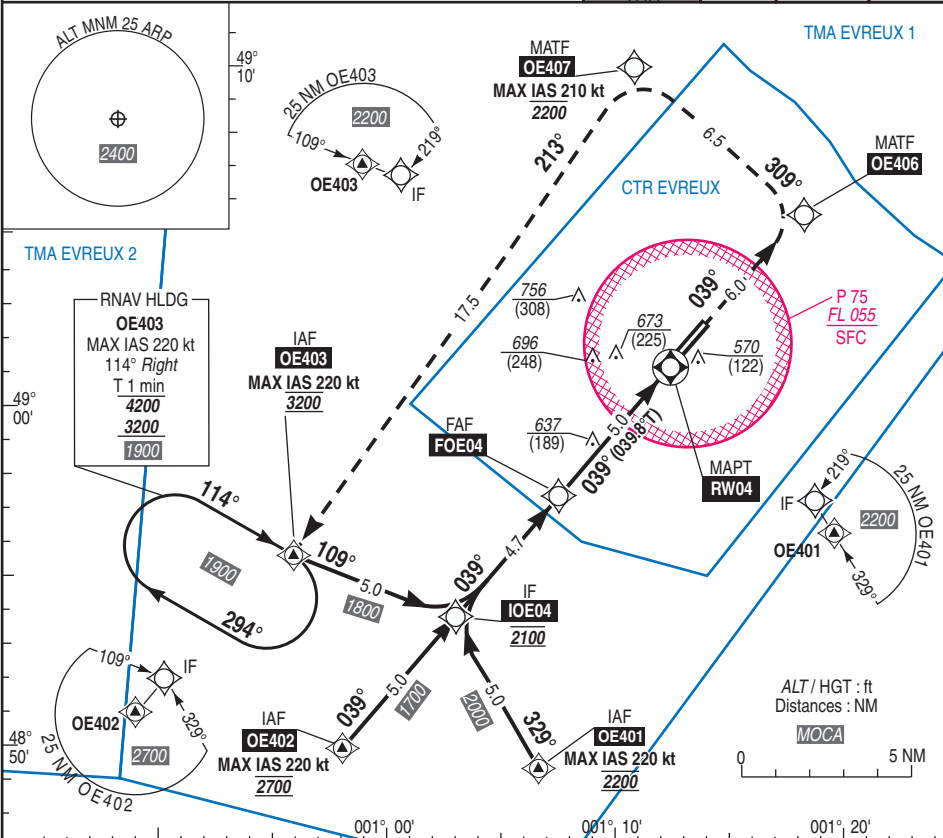 ALT MNM 25 ARP
2400
49°
10'
25 NM OE403
2200
109°
219°
OE403
IF
MATF
OE407
MAX IAS 210 kt
2200
TMA EVREUX 1
MATF
OE406
6.5
309°
213°
17.5
CTR EVREUX
TMA EVREUX 2
RNAV HLDG
OE403
MAX IAS 220 kt
114° Right
T 1 min
4200
3200
1900
IAF
OE403
MAX IAS 220 kt
3200
756
(308)
696
(248)
673
(225)
570
(122)
637
(189)
039°
6.0
P 75
FL 055
SFC
49°
00'
FAF
FOE04
5.0
039° (039.8°T)
MAPT
RW04
114°
1900
294°
109°
5.0
1800
039°
4.7
IF
IOE04
2100
219°
IF
OE401
2200
25 NM OE401
329°
109°
IF
OE402
329°
2700
25 NM OE402
039°
5.0
1700
IAF
OE402
MAX IAS 220 kt
2700
5.0
2000
329°
IAF
OE401
MAX IAS 220 kt
2200
ALT / HGT : ft
Distances : NM
MOCA
0 5 NM
48°
50'
001° 00'
001° 10'
001° 20'